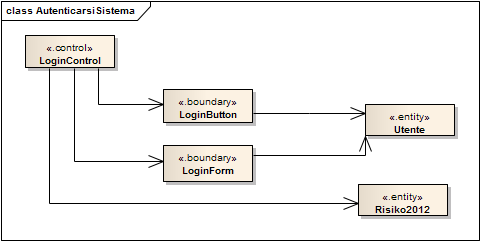 class AutenticarsiSistema
«.control»
LoginControl
«.boundary»
LoginButton
«.entity»
Utente
«.boundary»
LoginForm
«.entity»
Risiko2012